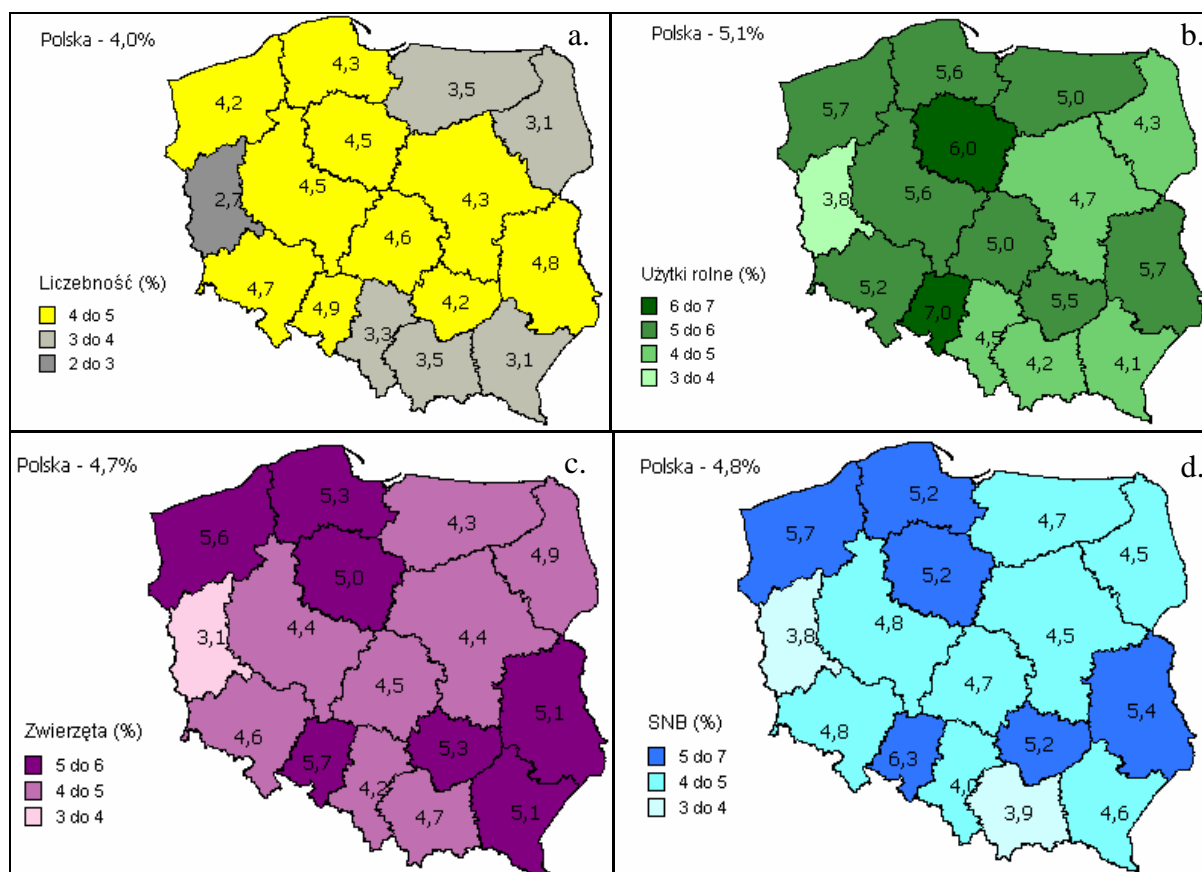 Polska - 4,0%
a.
4,3
3,5
4,2
3,1
4,5
4,5
2,7
4,3
4,6
4,8
4,7
4,9
4,2
3,3
3,5
3,1
Liczebność (%)
4 do 5
3 do 4
2 do 3
Polska - 5,1%
b.
5,6
5,0
5,7
4,3
6,0
5,6
3,8
4,7
5,0
5,7
5,2
5,5
7,0
4,5
4,2
4,1
Użytki rolne (%)
6 do 7
5 do 6
4 do 5
3 do 4
Polska - 4,7%
c.
5,3
4,3
5,6
4,9
5,0
3,1
4,4
4,4
4,5
5,1
4,6
5,3
5,7
4,2
4,7
5,1
Zwierzęta (%)
5 do 6
4 do 5
3 do 4
Polska - 4,8%
d.
5,2
4,7
5,7
4,5
5,2
3,8
4,8
4,5
4,7
5,4
4,8
5,2
6,3
4,0
3,9
4,6
SNB (%)
5 do 7
4 do 5
3 do 4